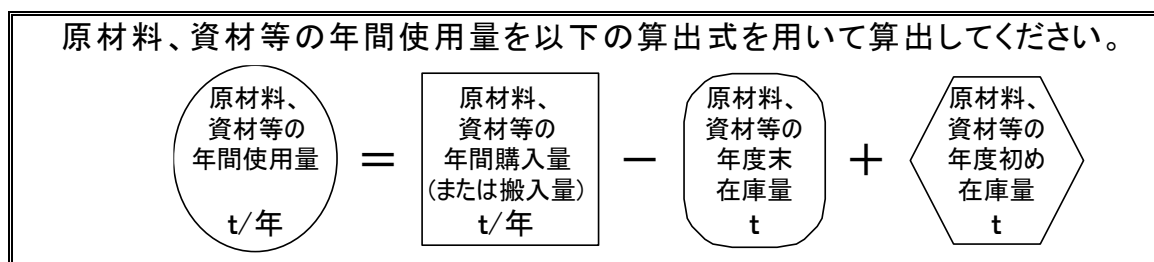 原材料、資材等の年間使用量を以下の算出式を用いて算出してください。
原材料、
資材等の
年間使用量
t/年
＝
原材料、
資材等の
年間購入量
(または搬入量)
t/年
－
原材料、
資材等の
年度末
在庫量
t
＋
原材料、
資材等の
年度初め
在庫量
t